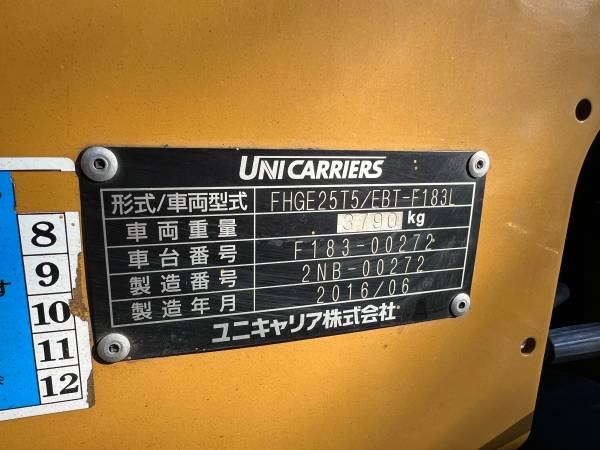 UNICARRIERS
形式/車両型式 FHGE25T5/EBT-F183L
車両重量 3790 kg
車台番号 F183-00272
製造番号 2NB-00272
製造年月 2016/06
ユニキャリア株式会社
8
9
10
11
12
す